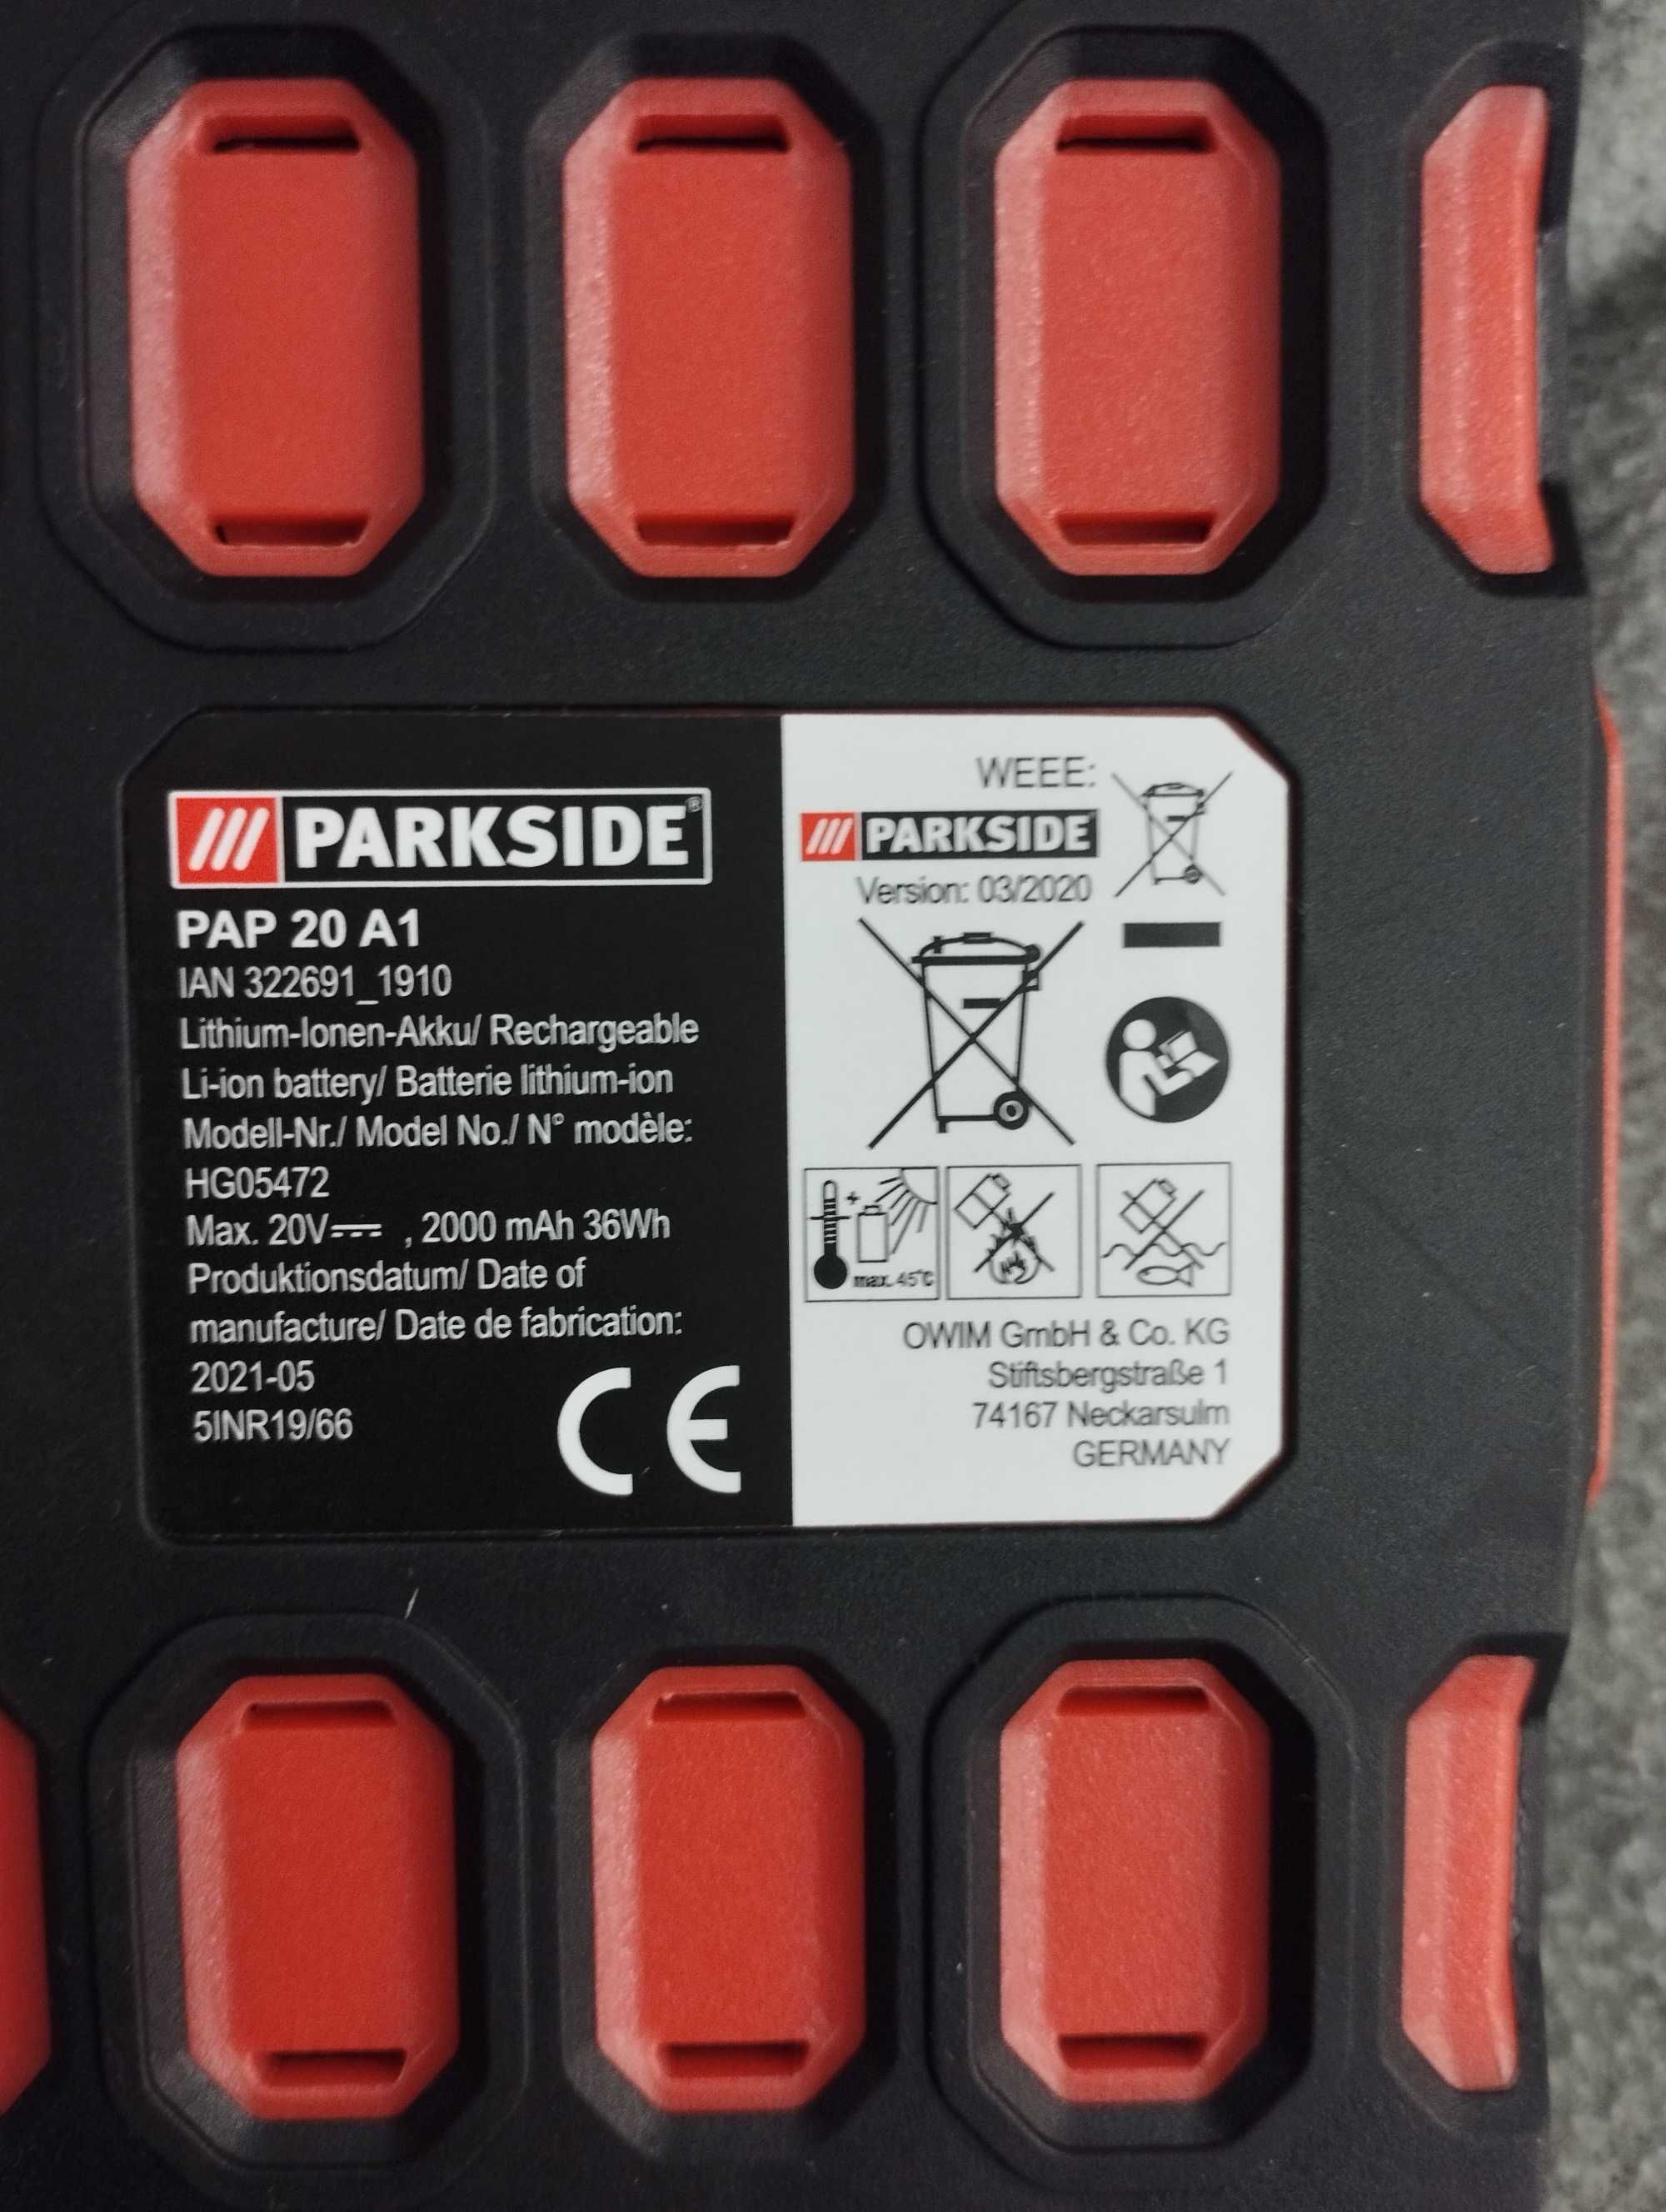 PARKSIDE®
PAP 20 A1
IAN 322691_1910
Lithium-Ionen-Akku/ Rechargeable
Li-ion battery/ Batterie lithium-ion
Modell-Nr./ Model No./ N° modèle:
HG05472
Max. 20V⎓ , 2000 mAh 36Wh
Produktionsdatum/ Date of
manufacture/ Date de fabrication:
2021-05
5INR19/66
CE
WEEE:
PARKSIDE
Version: 03/2020
+
max. 45°C
OWIM GmbH & Co. KG
Stiftsbergstraße 1
74167 Neckarsulm
GERMANY